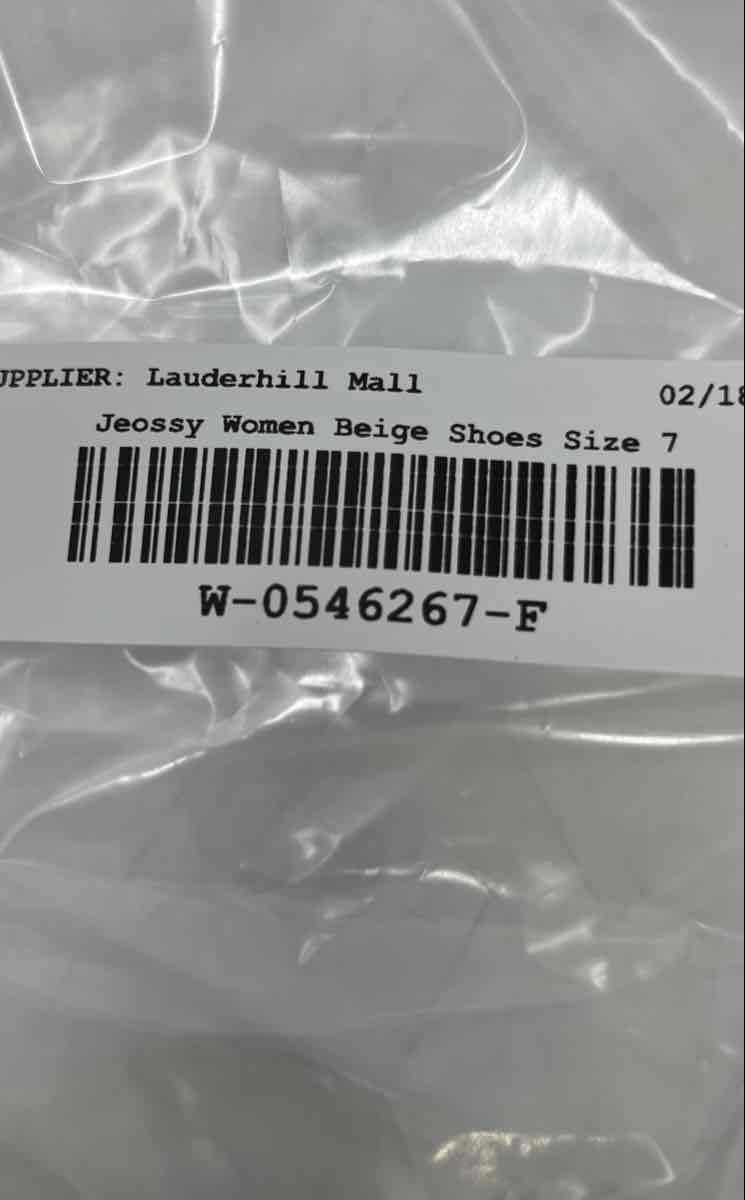 UPPLIER: Lauderhill Mall 02/18
Jeossy Women Beige Shoes Size 7
W-0546267-F